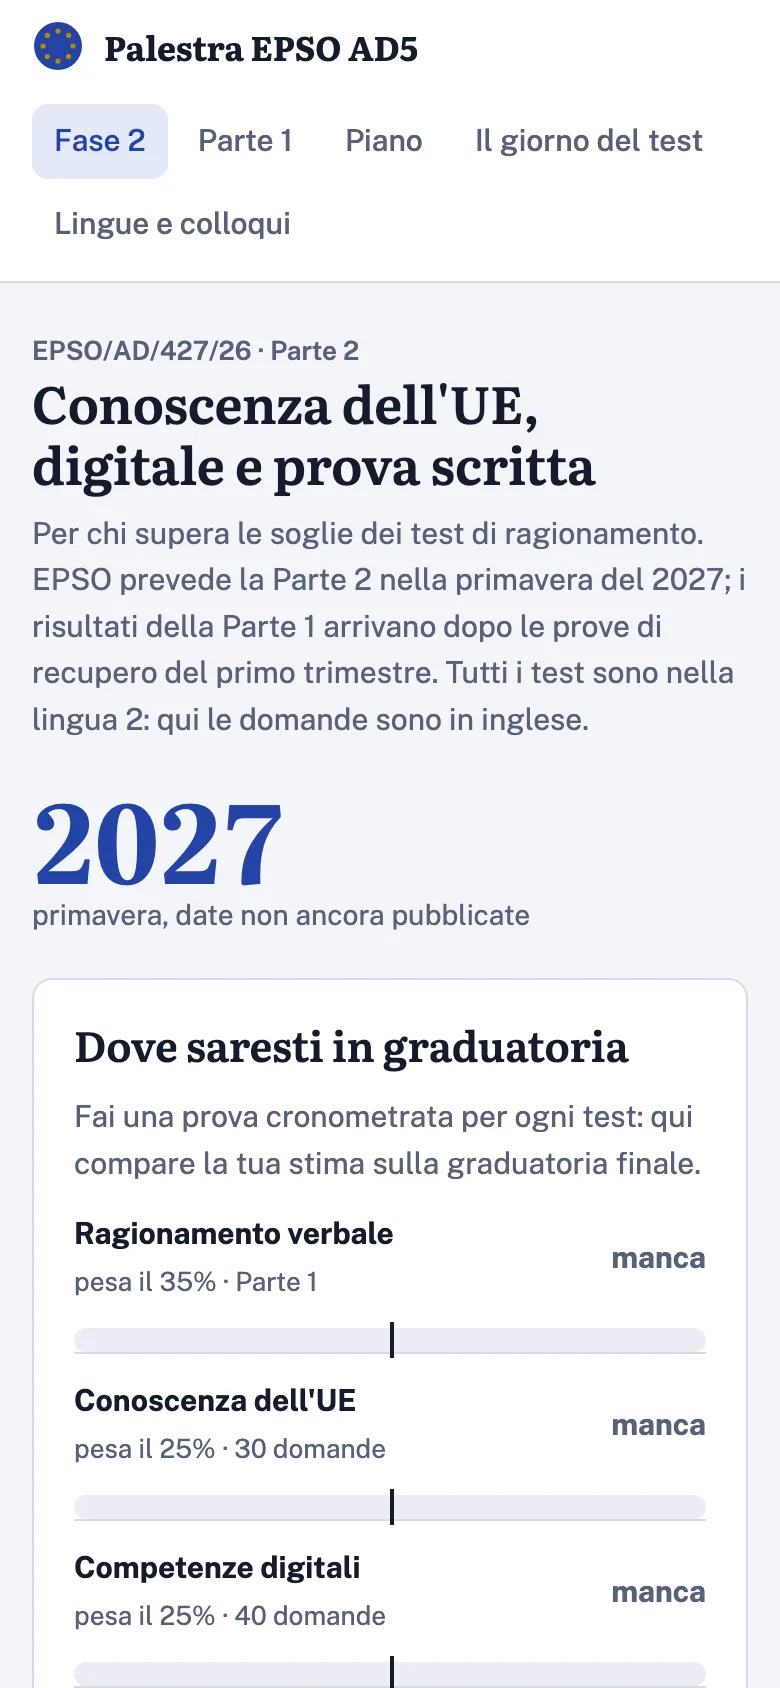 Palestra EPSO AD5
Fase 2
Parte 1
Piano
Il giorno del test
Lingue e colloqui
EPSO/AD/427/26 · Parte 2
Conoscenza dell'UE,
digitale e prova scritta
Per chi supera le soglie dei test di ragionamento.
EPSO prevede la Parte 2 nella primavera del 2027; i
risultati della Parte 1 arrivano dopo le prove di
recupero del primo trimestre. Tutti i test sono nella
lingua 2: qui le domande sono in inglese.
2027
primavera, date non ancora pubblicate
Dove saresti in graduatoria
Fai una prova cronometrata per ogni test: qui
compare la tua stima sulla graduatoria finale.
Ragionamento verbale
pesa il 35% · Parte 1
manca
Conoscenza dell'UE
pesa il 25% · 30 domande
manca
Competenze digitali
pesa il 25% · 40 domande
manca